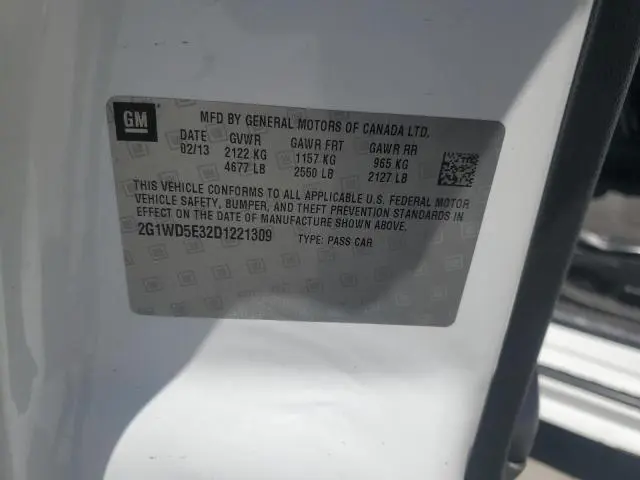 GM
MFD BY GENERAL MOTORS OF CANADA LTD.
DATE GVWR GAWR FRT GAWR RR
02/13 2122 KG 1157 KG 965 KG
4677 LB 2550 LB 2127 LB
THIS VEHICLE CONFORMS TO ALL APPLICABLE U.S. FEDERAL MOTOR
VEHICLE SAFETY, BUMPER, AND THEFT PREVENTION STANDARDS IN
EFFECT ON THE DATE OF MANUFACTURE SHOWN ABOVE.
2G1WD5E32D1221309 TYPE: PASS CAR